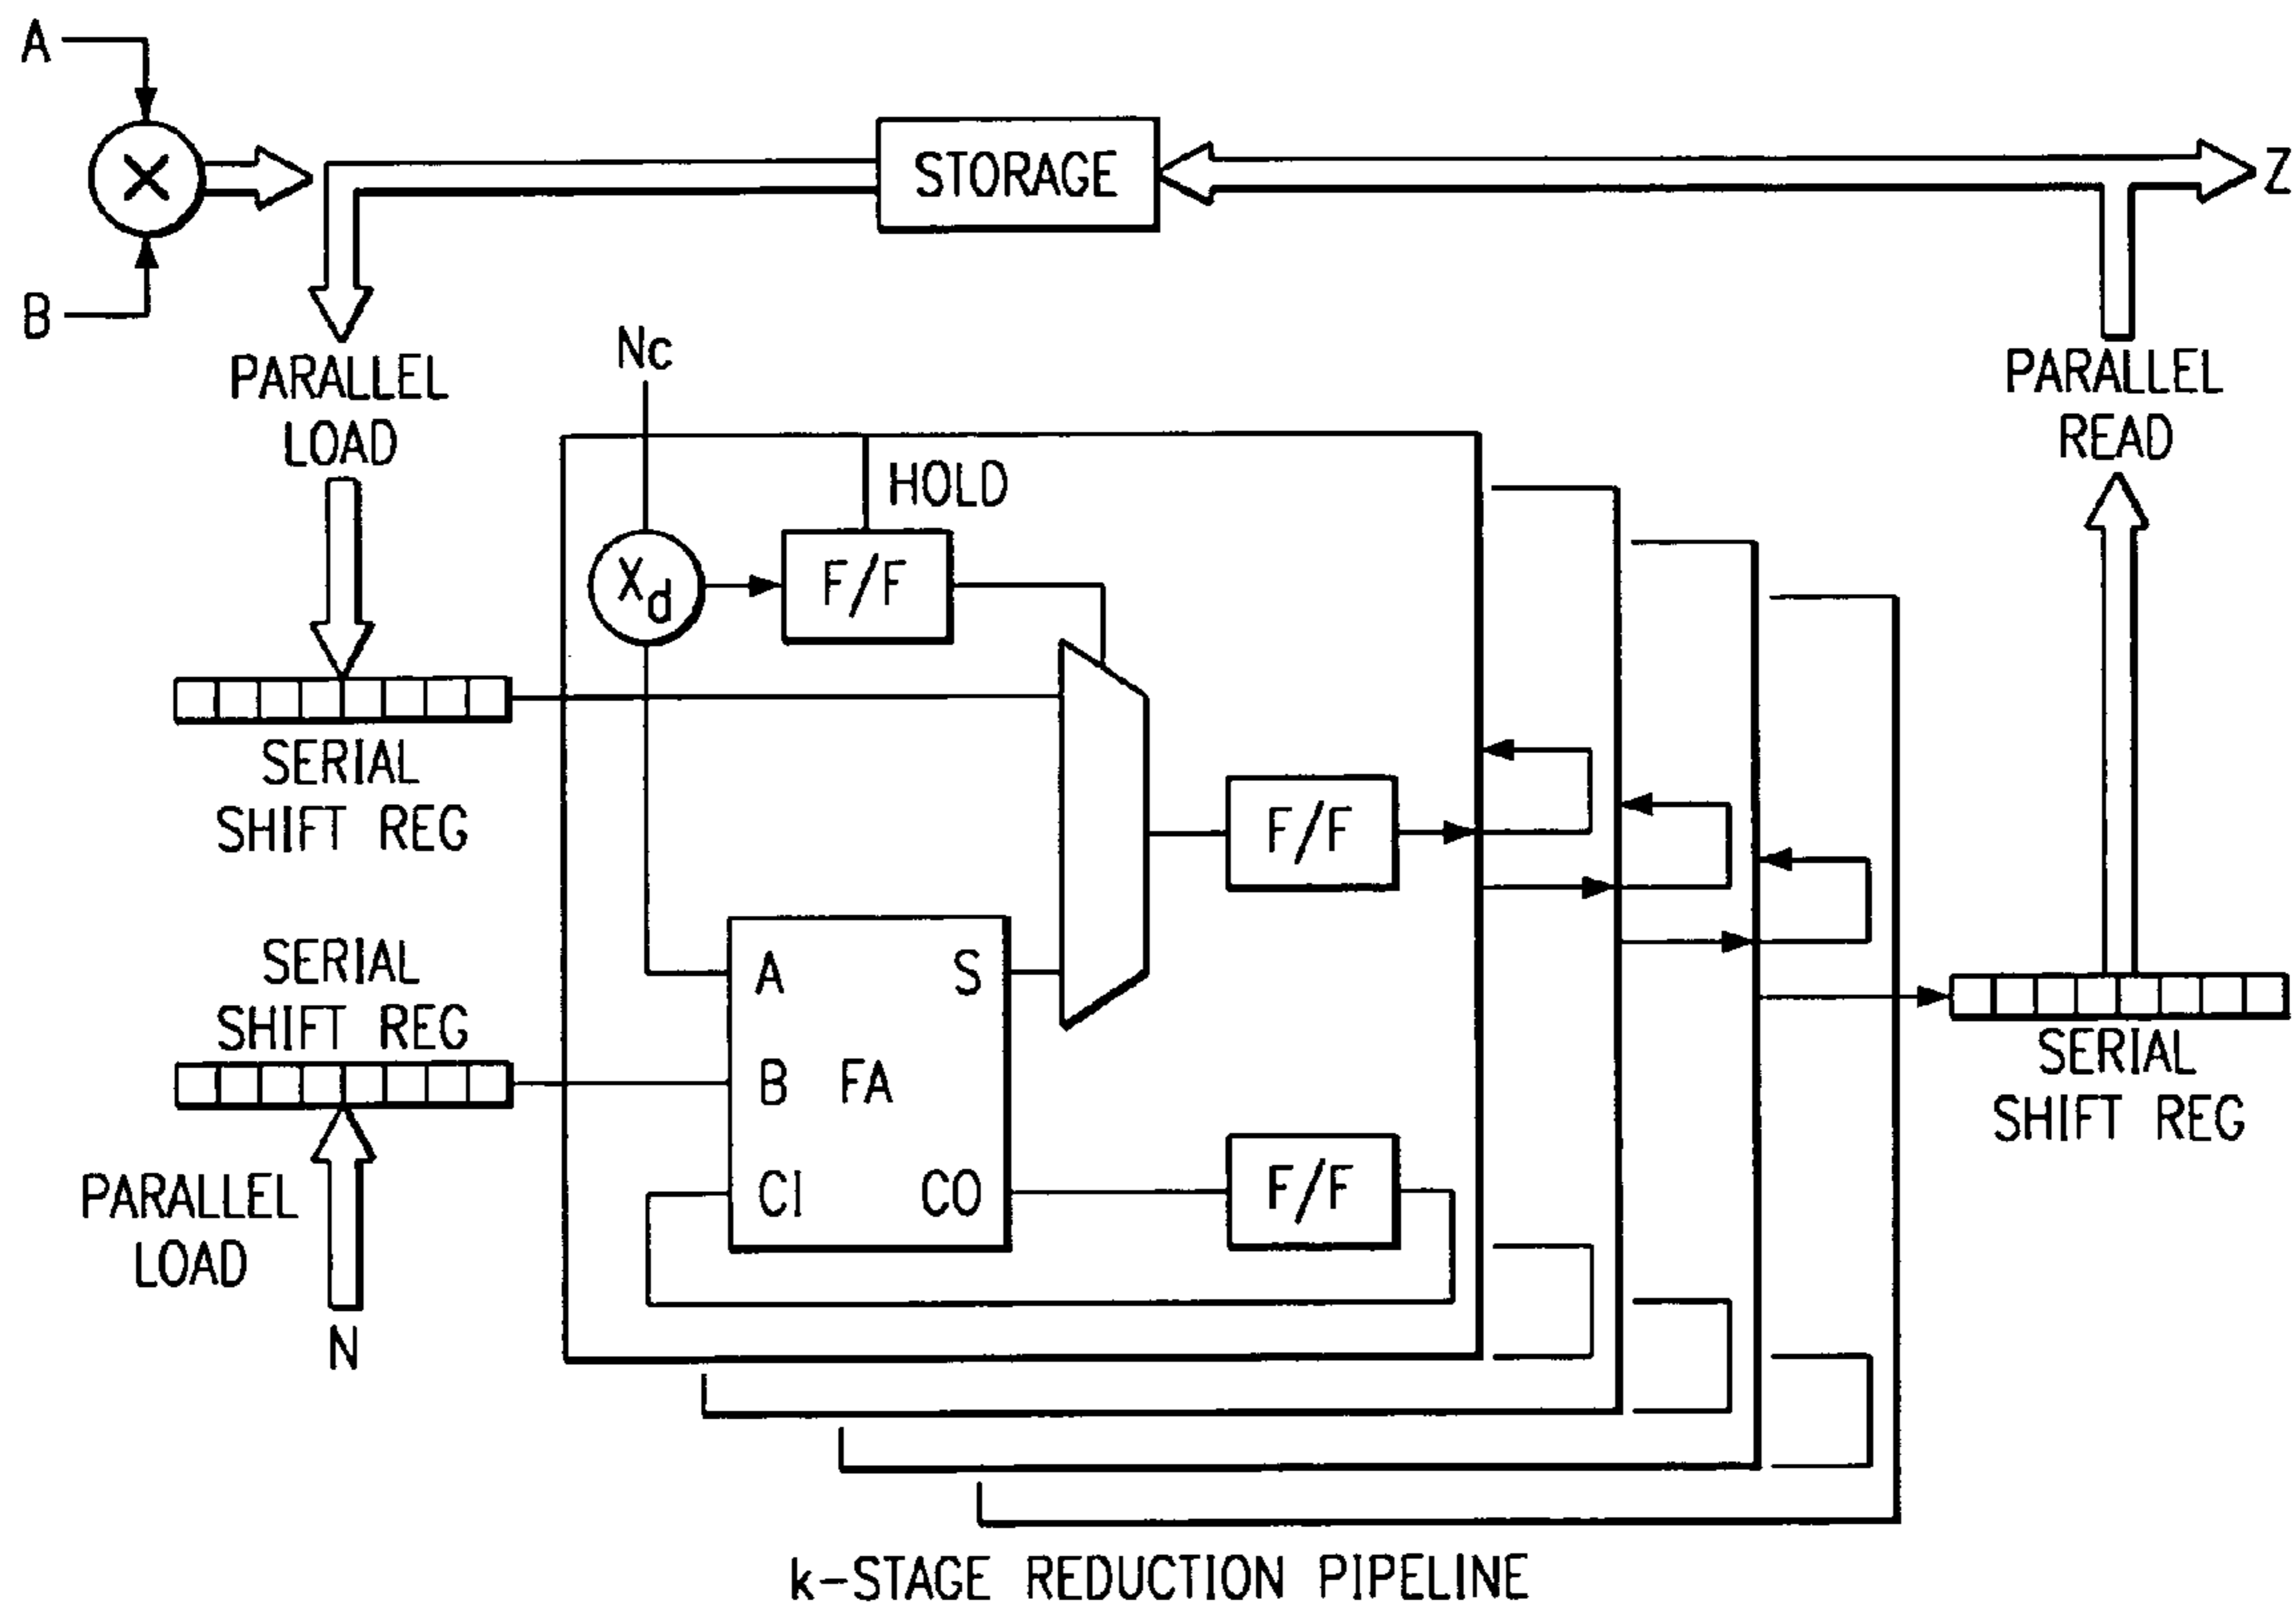 A
B
STORAGE
Z
PARALLEL
LOAD
Nc
HOLD
PARALLEL
READ
Xd
F/F
SERIAL
SHIFT REG
F/F
SERIAL
SHIFT REG
A
S
B
FA
CI
CO
F/F
SERIAL
SHIFT REG
PARALLEL
LOAD
N
k-STAGE REDUCTION PIPELINE